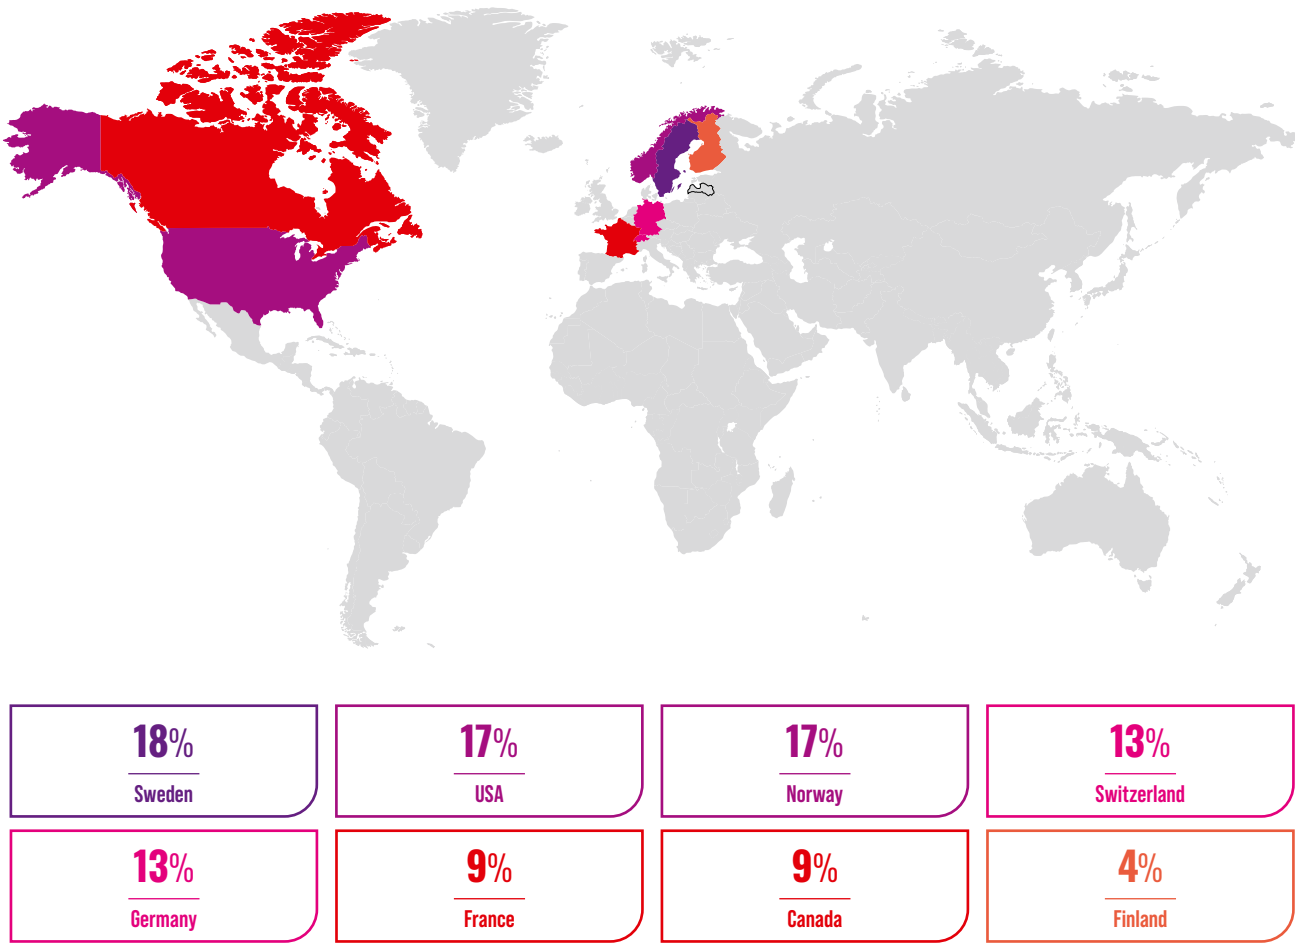 18%
Sweden
17%
USA
17%
Norway
13%
Switzerland
13%
Germany
9%
France
9%
Canada
4%
Finland